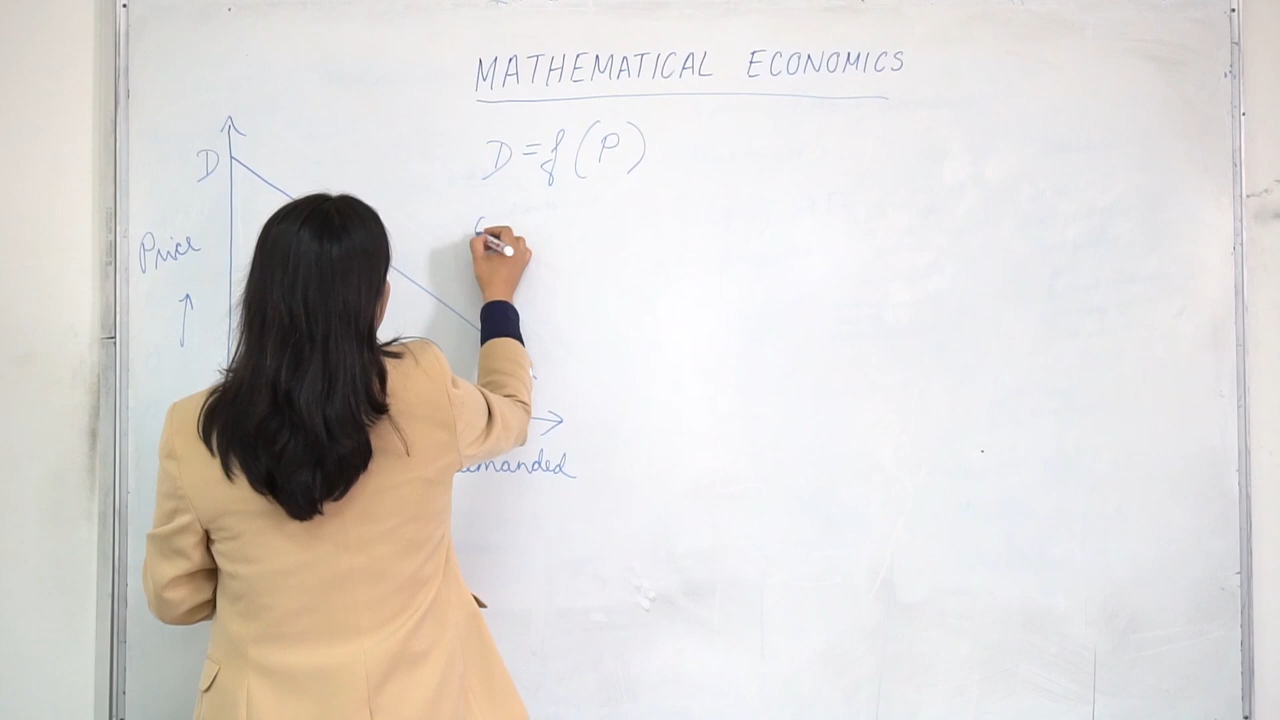 MATHEMATICAL ECONOMICS
D = f (P)
D
Price